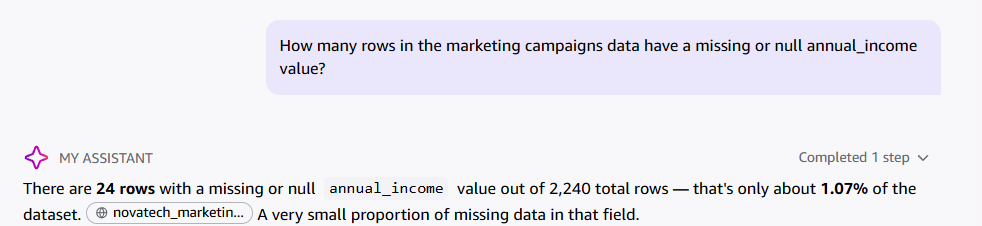 How many rows in the marketing campaigns data have a missing or null annual_income
value?
MY ASSISTANT
Completed 1 step
There are 24 rows with a missing or null annual_income value out of 2,240 total rows — that's only about 1.07% of the
dataset. novatech_marketin... A very small proportion of missing data in that field.